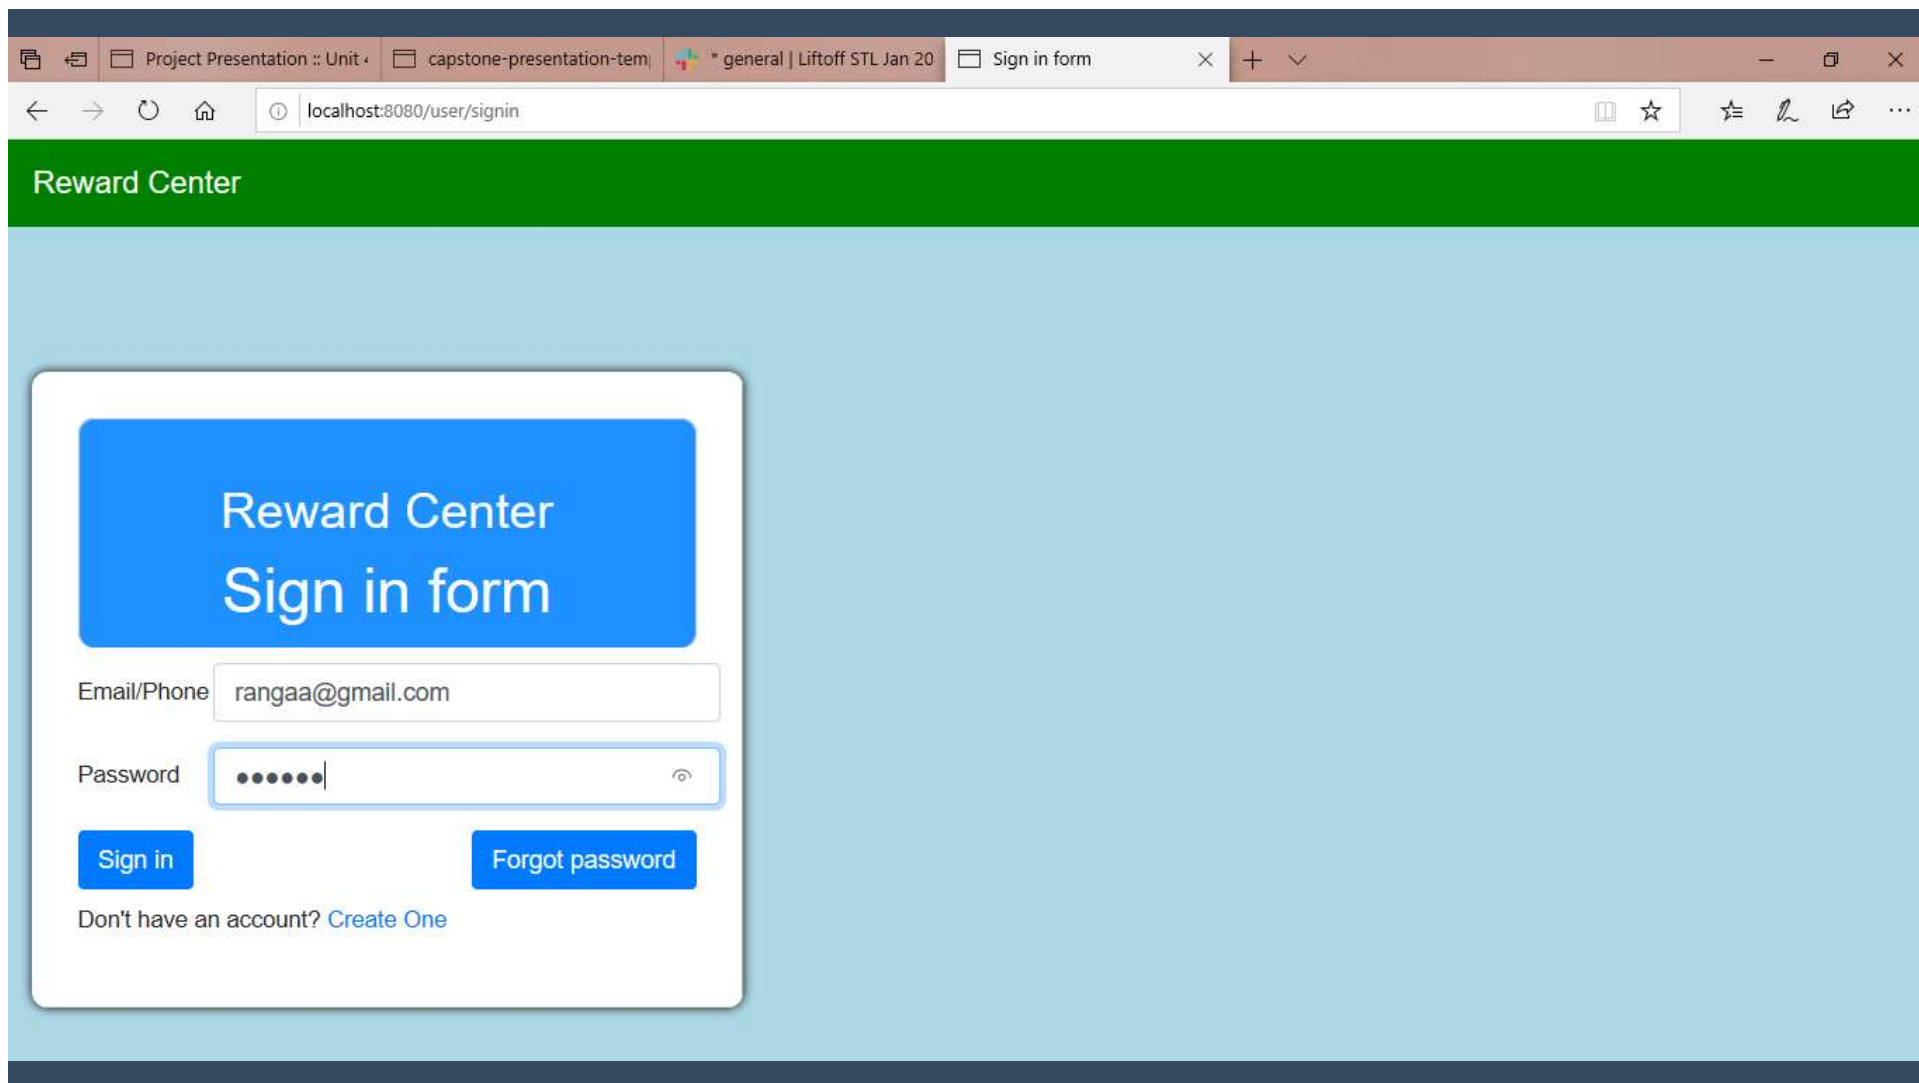 Project Presentation :: Unit
capstone-presentation-tem
* general | Liftoff STL Jan 20
Sign in form
localhost:8080/user/signin
Reward Center
Reward Center
Sign in form
Email/Phone rangaa@gmail.com
Password ••••••
Sign in
Forgot password
Don't have an account? Create One